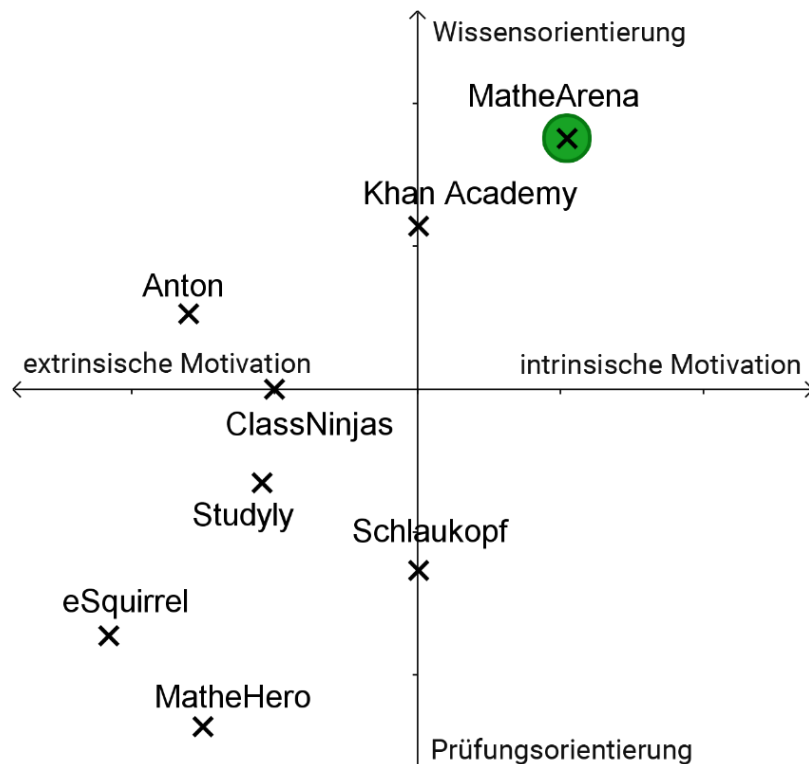 Wissensorientierung
MatheArena
Khan Academy
Anton
extrinsische Motivation
intrinsische Motivation
ClassNinjas
Studyly
Schlaukopf
eSquirrel
MatheHero
Prüfungsorientierung